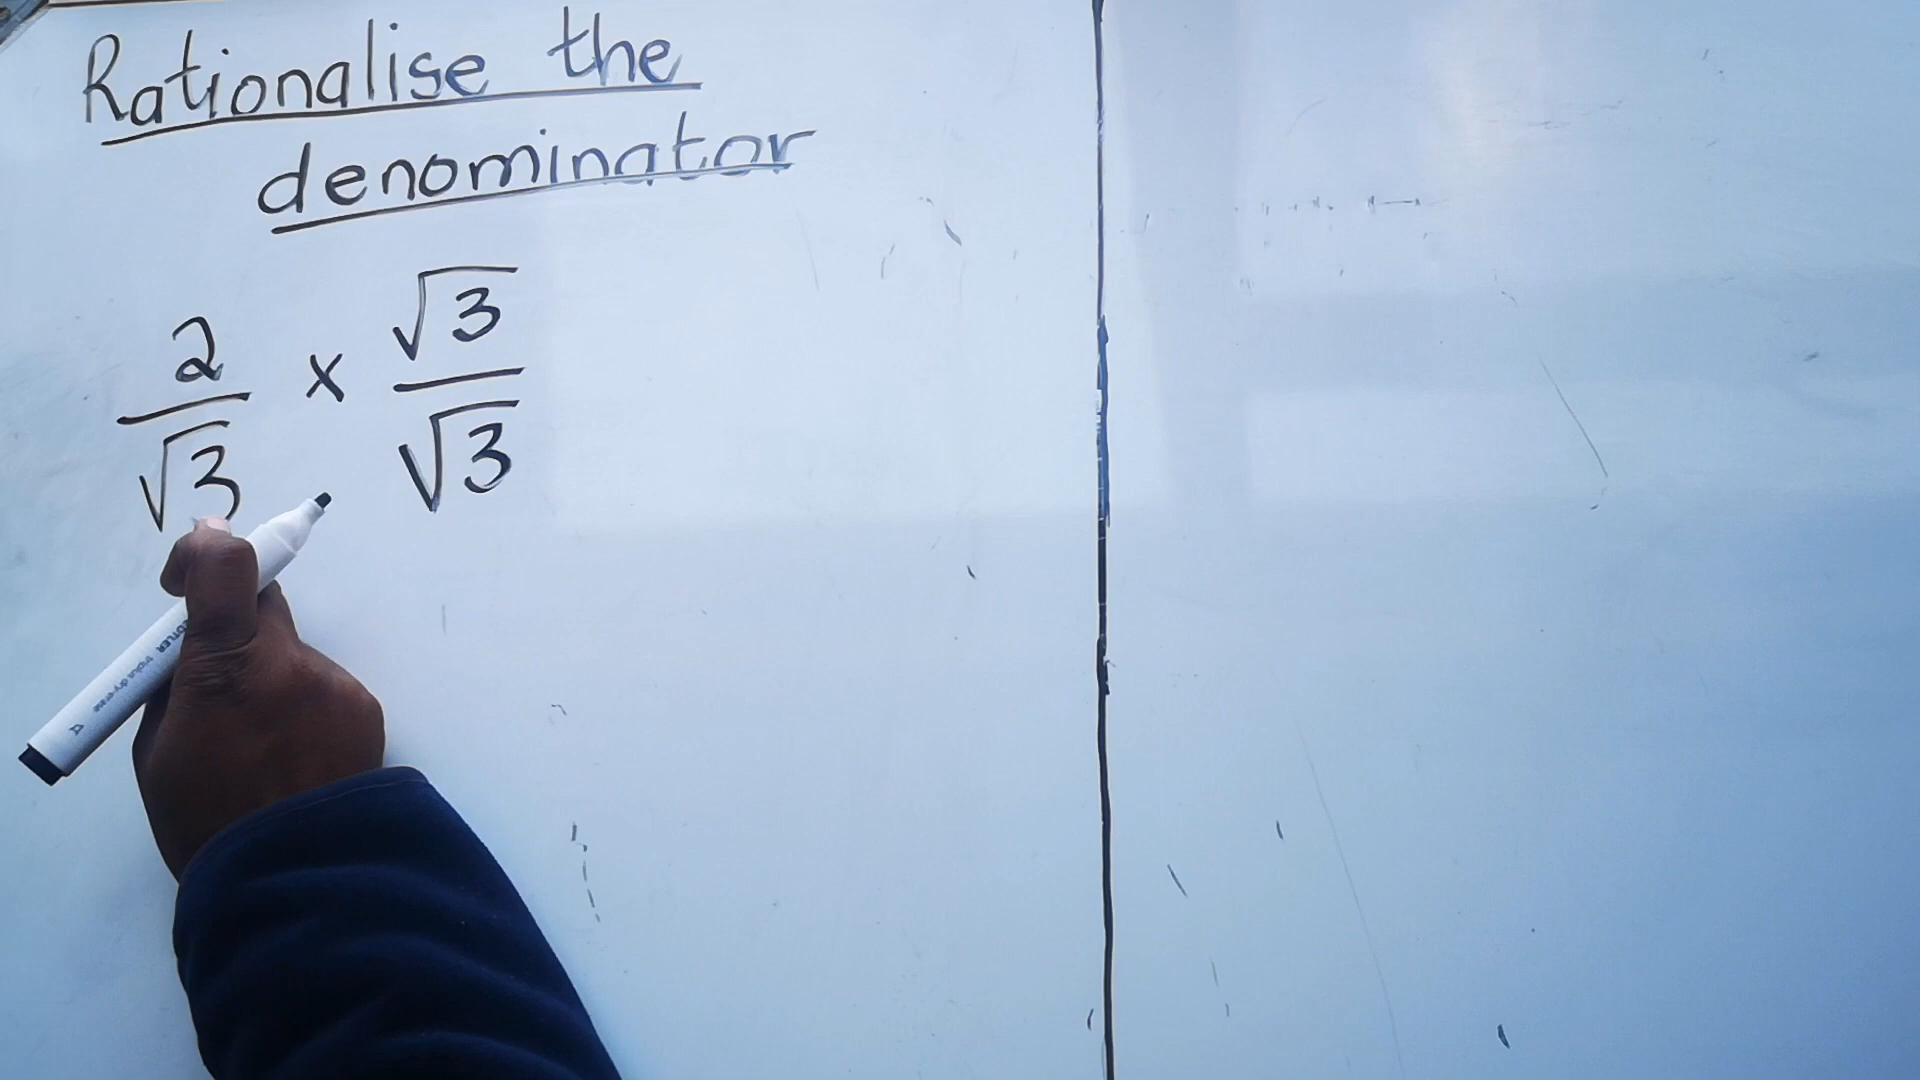 Rationalise the
denominator
2/√3 × √3/√3